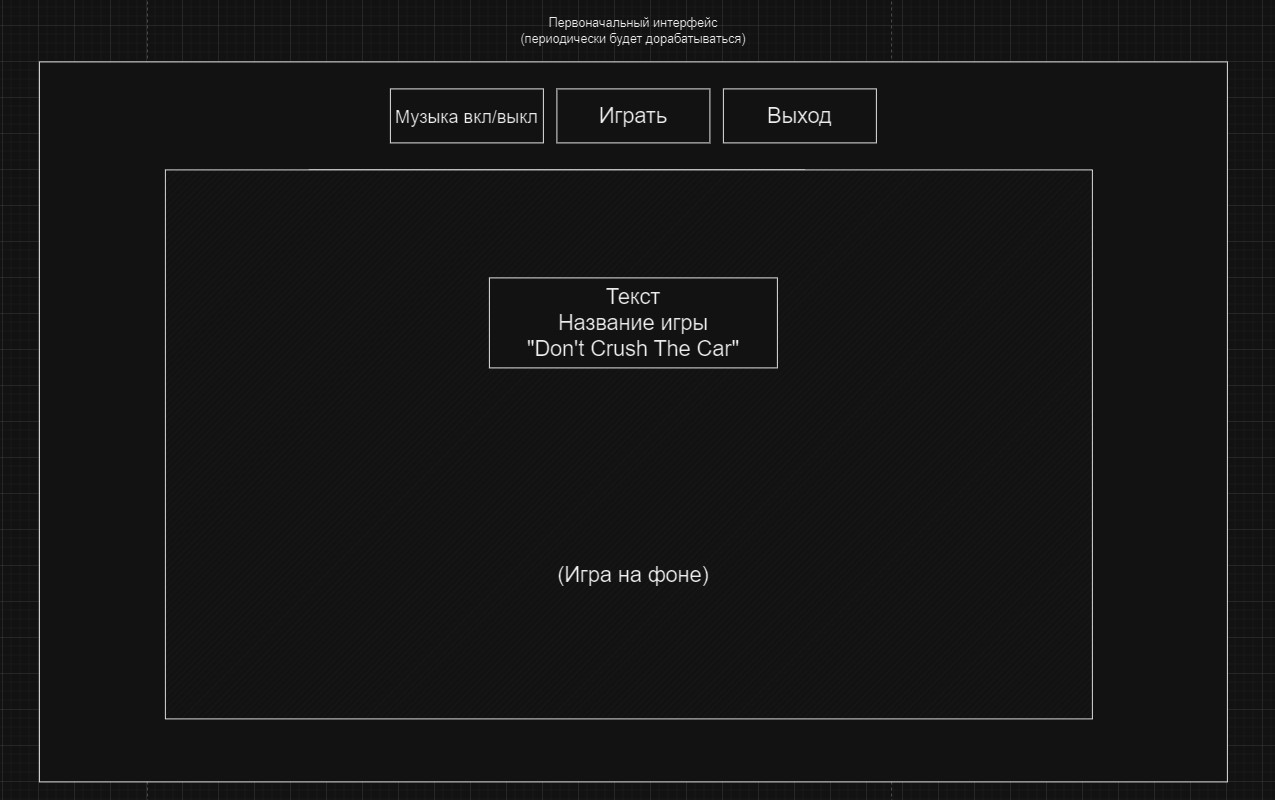 Первоначальный интерфейс
(периодически будет дорабатываться)
Музыка вкл/выкл
Играть
Выход
Текст
Название игры
"Don't Crush The Car"
(Игра на фоне)